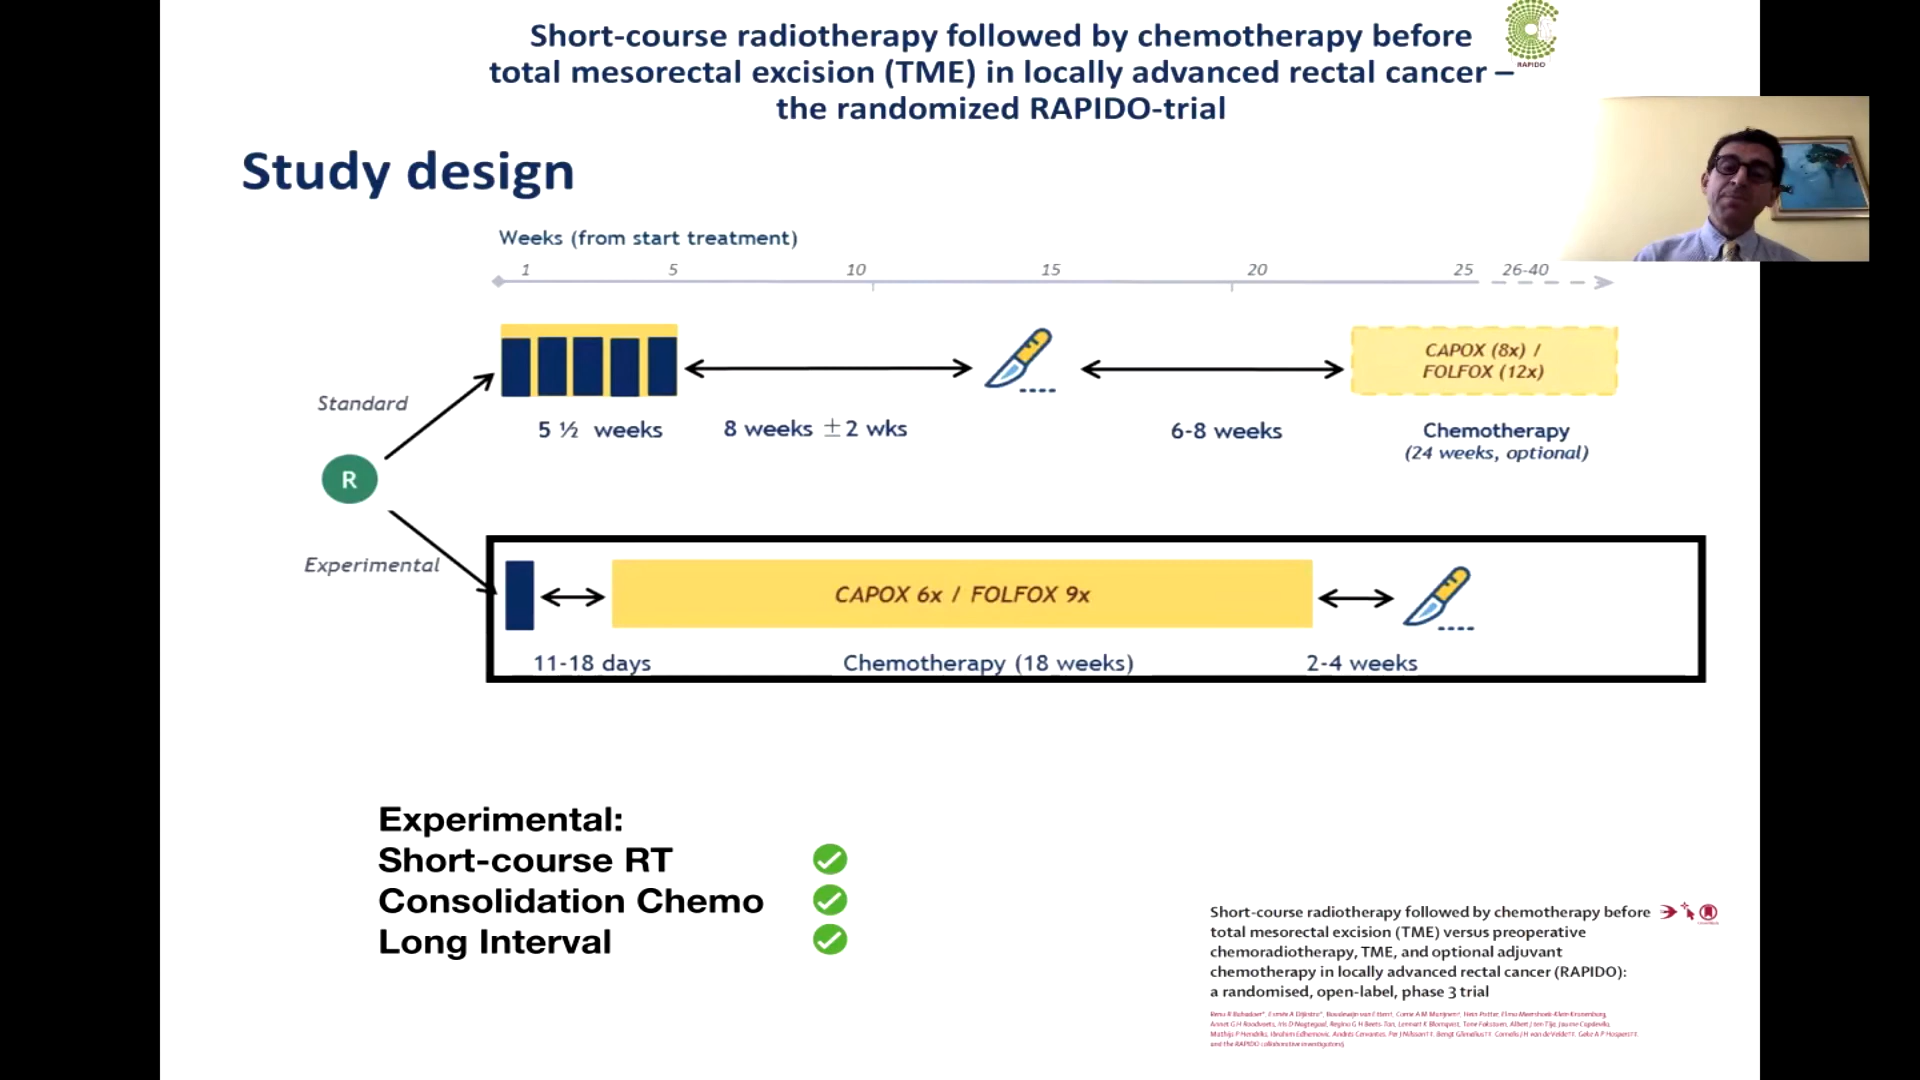 Short-course radiotherapy followed by chemotherapy before
total mesorectal excision (TME) in locally advanced rectal cancer –
the randomized RAPIDO-trial
RAPIDO
Study design
Weeks (from start treatment)
1 5 10 15 20 25 26-40
CAPOX (8x) /
FOLFOX (12x)
Standard
5 ½ weeks 8 weeks ±2 wks 6-8 weeks Chemotherapy
(24 weeks, optional)
R
Experimental
CAPOX 6x / FOLFOX 9x
11-18 days Chemotherapy (18 weeks) 2-4 weeks
Experimental:
Short-course RT
Consolidation Chemo
Long Interval
Short-course radiotherapy followed by chemotherapy before
total mesorectal excision (TME) versus preoperative
chemoradiotherapy, TME, and optional adjuvant
chemotherapy in locally advanced rectal cancer (RAPIDO):
a randomised, open-label, phase 3 trial
and the RAPIDO collaborative investigators